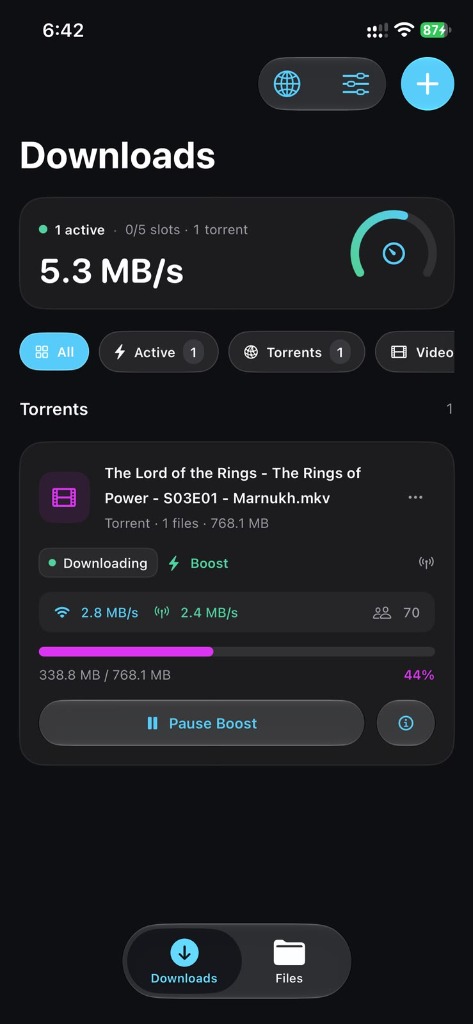 6:42
87
Downloads
1 active · 0/5 slots · 1 torrent
5.3 MB/s
All
Active 1
Torrents 1
Video
Torrents 1
The Lord of the Rings - The Rings of
Power - S03E01 - Marnukh.mkv
Torrent · 1 files · 768.1 MB
Downloading
Boost
2.8 MB/s 2.4 MB/s 70
338.8 MB / 768.1 MB 44%
Pause Boost
Downloads
Files